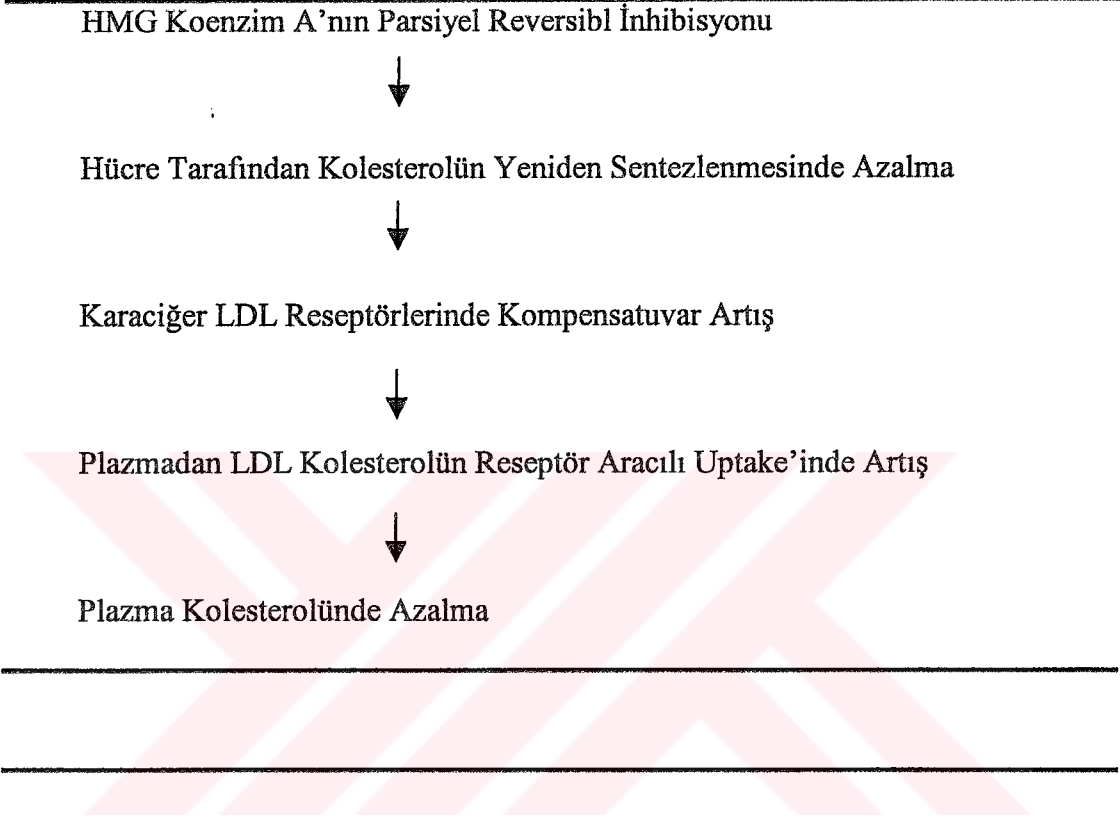 HMG Koenzim A'nın Parsiyel Reversibl İnhibisyonu
Hücre Tarafından Kolesterolün Yeniden Sentezlenmesinde Azalma
Karaciğer LDL Reseptörlerinde Kompensatuvar Artış
Plazmadan LDL Kolesterolün Reseptör Aracılı Uptake'inde Artış
Plazma Kolesterolünde Azalma